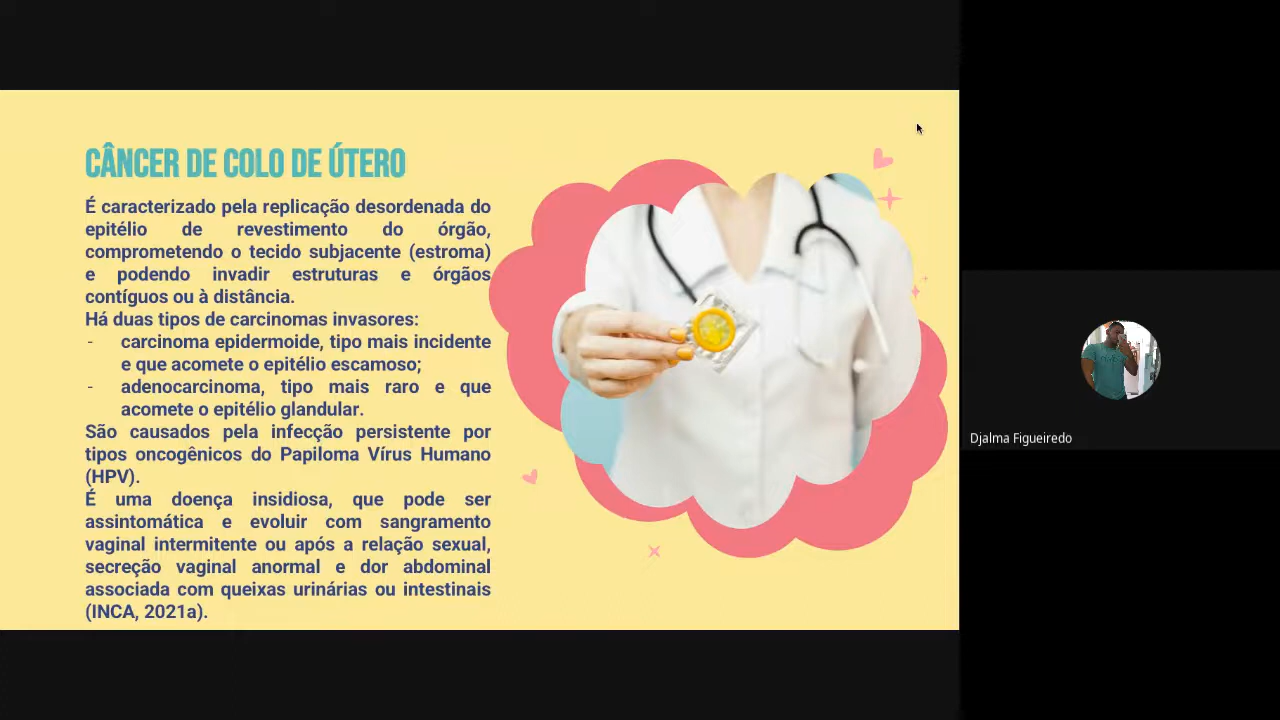 CÂNCER DE COLO DE ÚTERO
É caracterizado pela replicação desordenada do
epitélio de revestimento do órgão,
comprometendo o tecido subjacente (estroma)
e podendo invadir estruturas e órgãos
contíguos ou à distância.
Há duas tipos de carcinomas invasores:
- carcinoma epidermoide, tipo mais incidente
e que acomete o epitélio escamoso;
- adenocarcinoma, tipo mais raro e que
acomete o epitélio glandular.
São causados pela infecção persistente por
tipos oncogênicos do Papiloma Vírus Humano
(HPV).
É uma doença insidiosa, que pode ser
assintomática e evoluir com sangramento
vaginal intermitente ou após a relação sexual,
secreção vaginal anormal e dor abdominal
associada com queixas urinárias ou intestinais
(INCA, 2021a).
Djalma Figueiredo